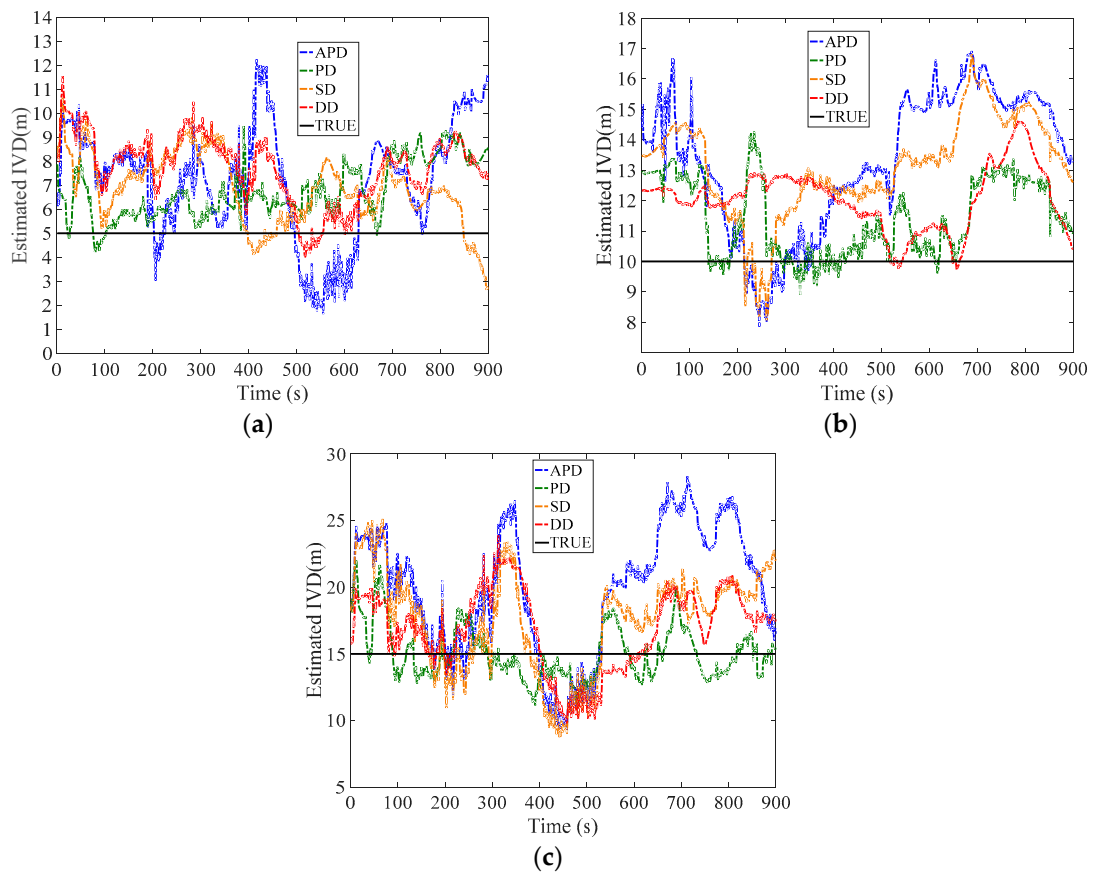 14
13
12
11
10
9
8
7
6
5
4
3
2
1
0
Estimated IVD(m)
APD
PD
SD
DD
TRUE
0 100 200 300 400 500 600 700 800 900
Time (s)
(a)
18
17
16
15
14
13
12
11
10
9
8
Estimated IVD(m)
APD
PD
SD
DD
TRUE
0 100 200 300 400 500 600 700 800 900
Time (s)
(b)
30
25
20
15
10
5
Estimated IVD(m)
APD
PD
SD
DD
TRUE
0 100 200 300 400 500 600 700 800 900
Time (s)
(c)